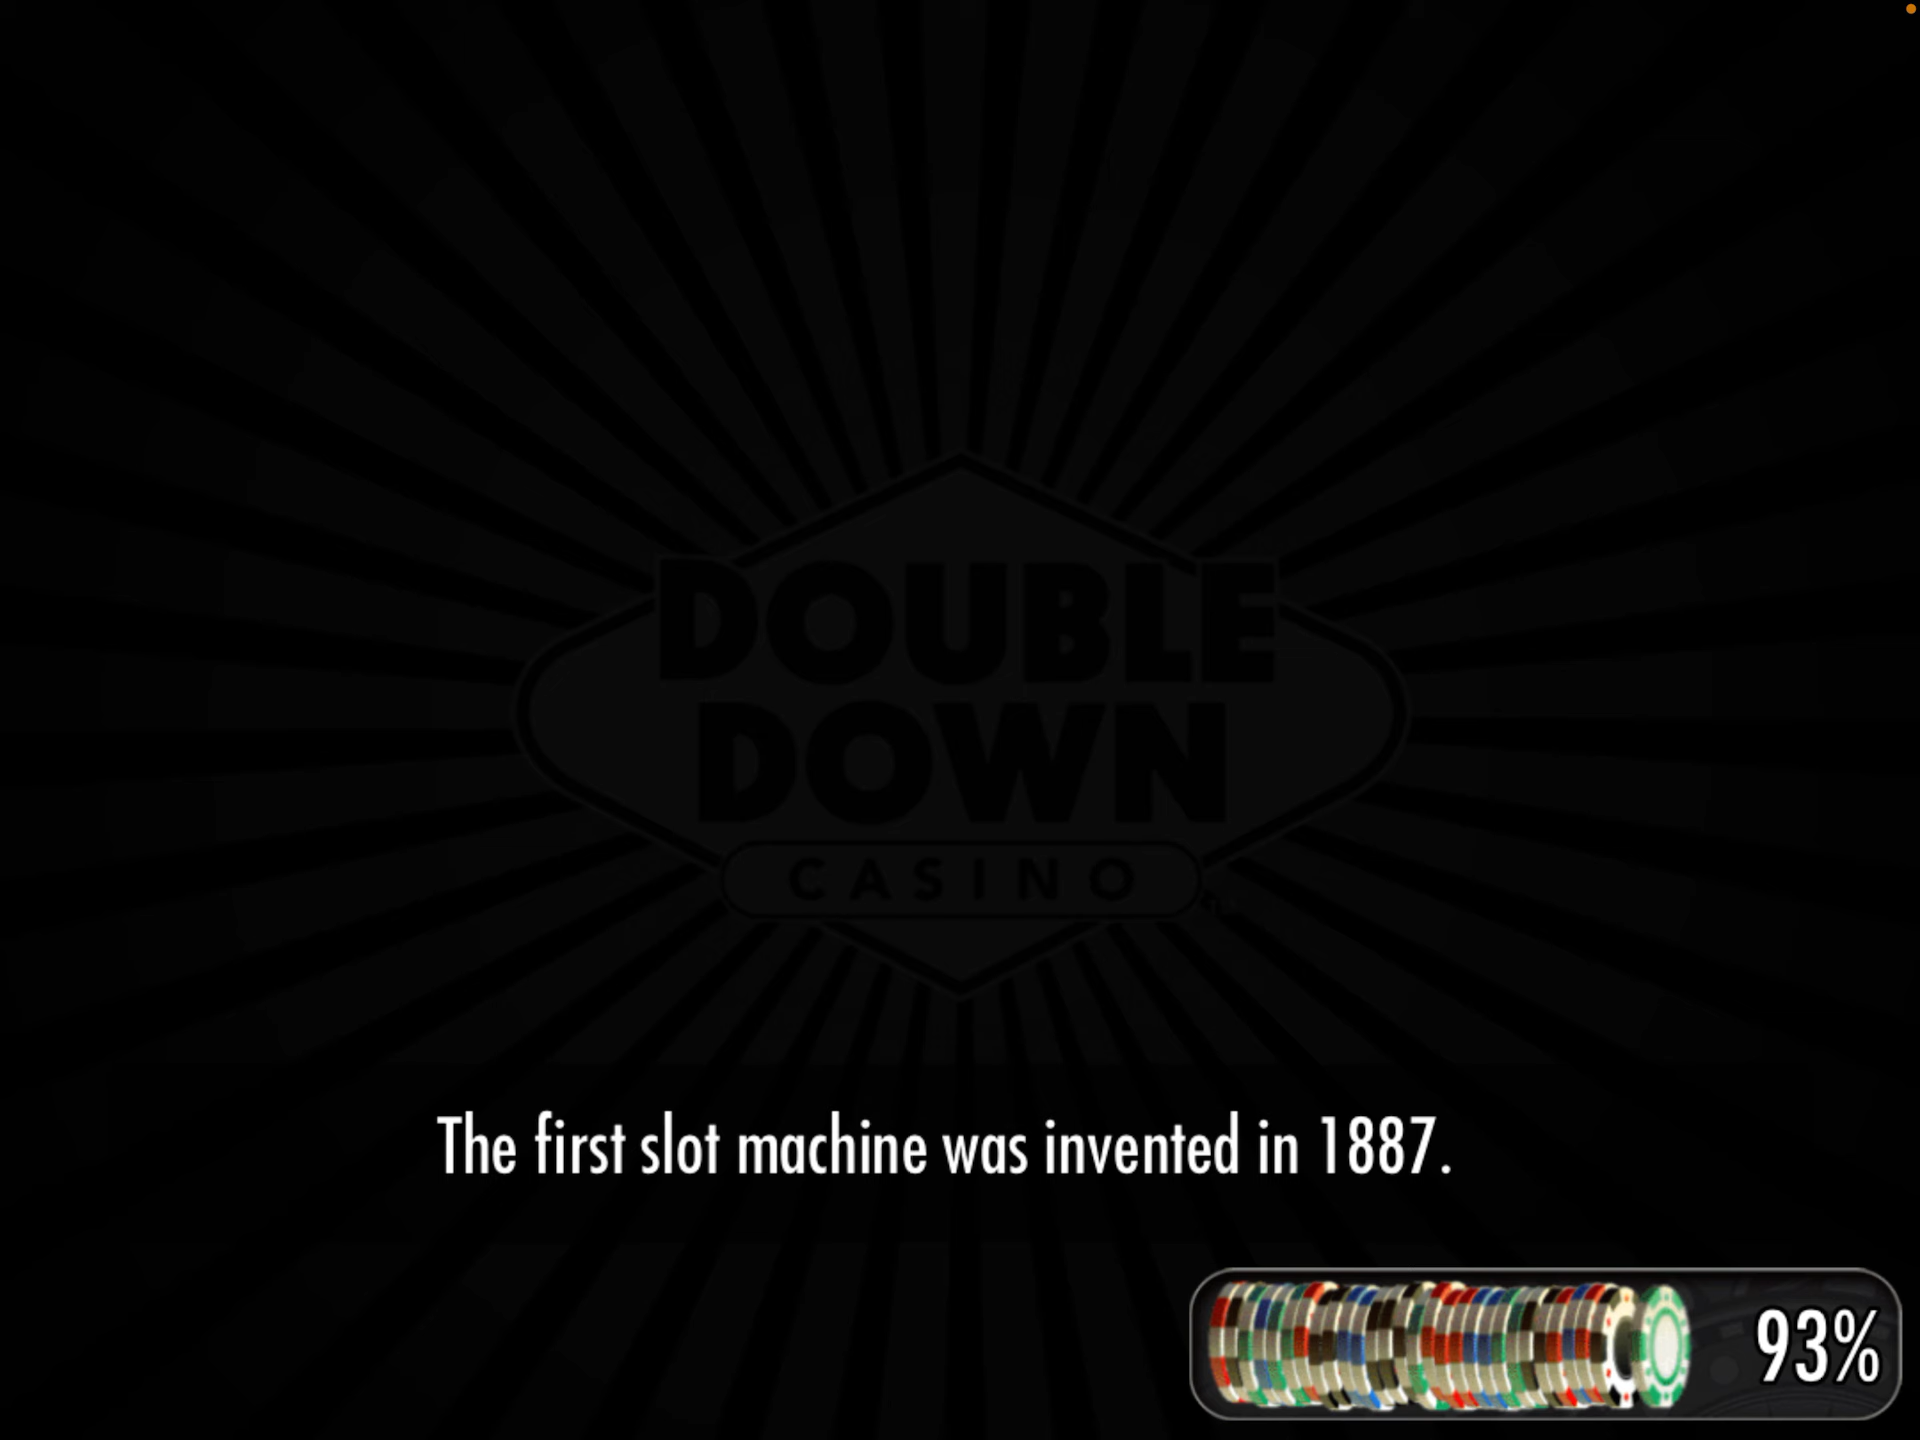 DOUBLE
DOWN
CASINO
The first slot machine was invented in 1887.
93%